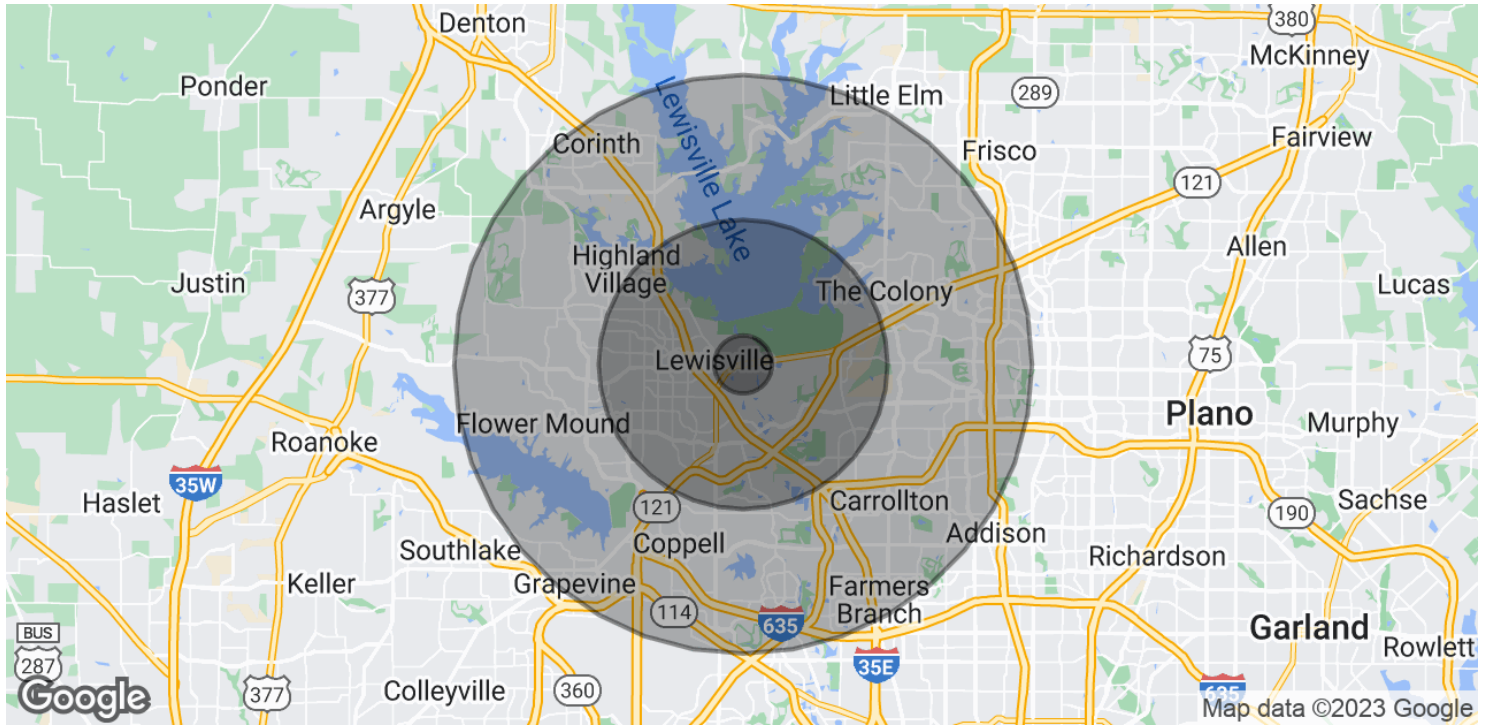 Denton
380
McKinney
Ponder
289
Little Elm
Lewisville Lake
Corinth
Frisco
Fairview
121
Argyle
Allen
Highland
Village
Justin
377
The Colony
Lucas
Lewisville
75
Plano
Flower Mound
Murphy
Roanoke
35W
Haslet
121
Carrollton
Sachse
190
Addison
Coppell
Southlake
Richardson
Keller
Grapevine
Farmers
Branch
114
635
Garland
BUS
287
Rowlett
35E
377
Colleyville
360
635
Google
Map data ©2023 Google